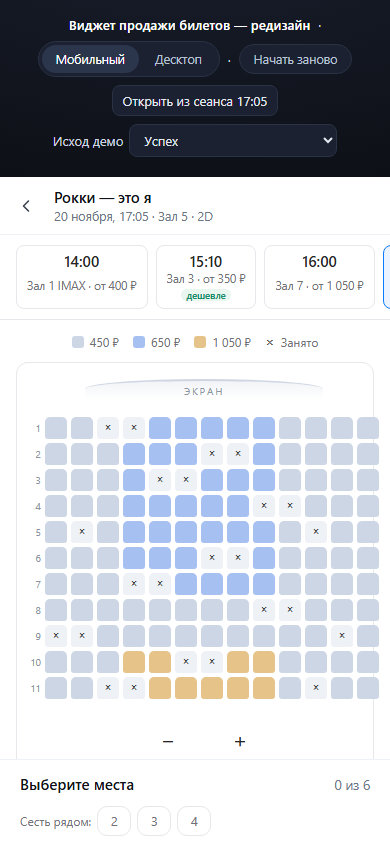 Виджет продажи билетов — редизайн ·
Мобильный Десктоп · Начать заново
Открыть из сеанса 17:05
Исход демо Успех
Рокки — это я
20 ноября, 17:05 · Зал 5 · 2D
14:00 15:10 16:00
Зал 1 IMAX · от 400 ₽ Зал 3 · от 350 ₽ Зал 7 · от 1 050 ₽
дешевле
450 ₽ 650 ₽ 1 050 ₽ × Занято
ЭКРАН
1 × ×
2 × ×
3 × ×
4 × ×
5 × ×
6 × ×
7 × ×
8 × ×
9 × × ×
10 × ×
11 × × ×
− +
Выберите места 0 из 6
Сесть рядом: 2 3 4